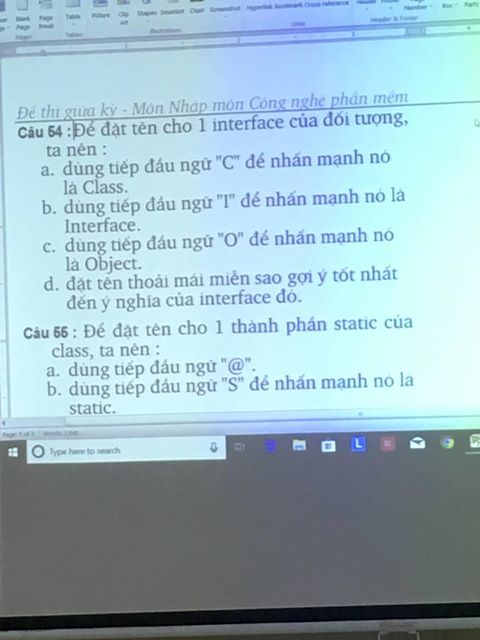 Blank Page
Page Break
Table
Picture
Clip Art
Shapes
SmartArt
Chart
Screenshot
Hyperlink
Bookmark
Cross-reference
Header
Number
Box
Parts
Pages
Tables
Illustrations
Links
Header & Footer
Đề thi giữa kỳ - Môn Nhập môn Công nghệ phần mềm
Câu 54 : Để đặt tên cho 1 interface của đối tượng,
ta nên :
a. dùng tiếp đầu ngữ "C" để nhấn mạnh nó
là Class.
b. dùng tiếp đầu ngữ "I" để nhấn mạnh nó là
Interface.
c. dùng tiếp đầu ngữ "O" để nhấn mạnh nó
là Object.
d. đặt tên thoải mái miễn sao gợi ý tốt nhất
đến ý nghĩa của interface đó.
Câu 55 : Để đặt tên cho 1 thành phần static của
class, ta nên :
a. dùng tiếp đầu ngữ "@".
b. dùng tiếp đầu ngữ "S" để nhấn mạnh nó là
static.
Type here to search